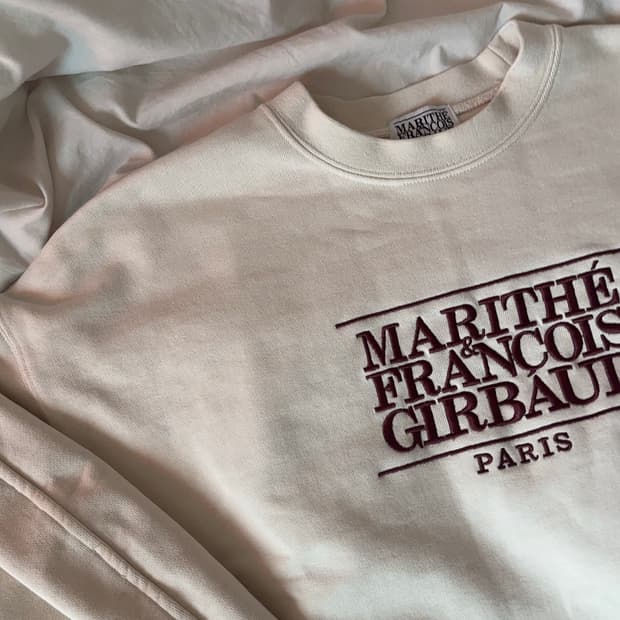 MARITHÉ
FRANÇOIS
MARITHÉ
&
FRANÇOIS
GIRBAU
PARIS